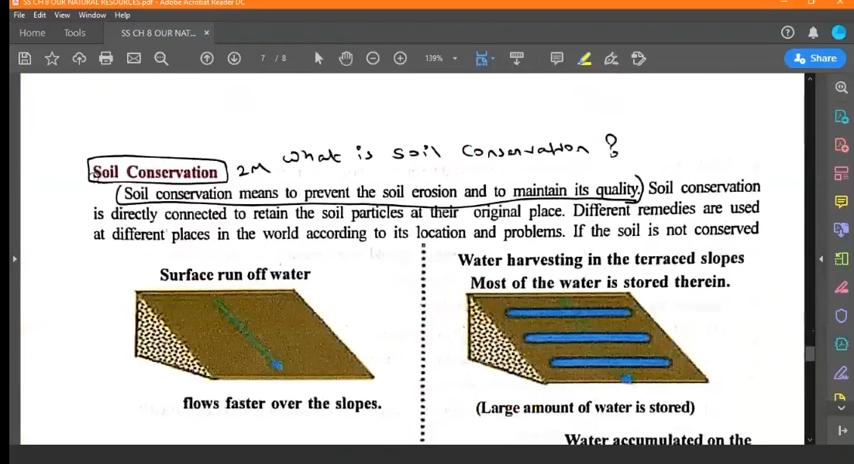 SS CH 8 OUR NATURAL RESOURCES.pdf - Adobe Acrobat Reader DC
File Edit View Window Help
Home Tools SS CH 8 OUR NAT... ×
7 / 8 139% Share
What is soil conservation ?
Soil Conservation 2M
(Soil conservation means to prevent the soil erosion and to maintain its quality.) Soil conservation
is directly connected to retain the soil particles at their original place. Different remedies are used
at different places in the world according to its location and problems. If the soil is not conserved
Surface run off water
flows faster over the slopes.
Water harvesting in the terraced slopes
Most of the water is stored therein.
(Large amount of water is stored)
Water accumulated on the